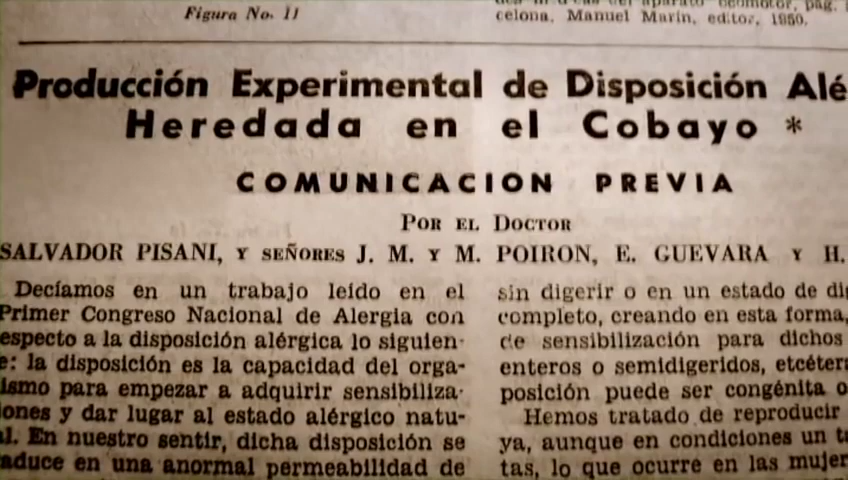 Figura No. 11
celona, Manuel Marín, editor, 1950.
Producción Experimental de Disposición Alé
Heredada en el Cobayo *
COMUNICACION PREVIA
POR EL DOCTOR
SALVADOR PISANI, Y SEÑORES J. M. Y M. POIRON, E. GUEVARA Y H.
Decíamos en un trabajo leído en el
Primer Congreso Nacional de Alergia con
especto a la disposición alérgica lo siguien-
e: la disposición es la capacidad del orga-
ismo para empezar a adquirir sensibiliza-
iones y dar lugar al estado alérgico natu-
l. En nuestro sentir, dicha disposición se
aduce en una anormal permeabilidad de
sin digerir o en un estado de di
completo, creando en esta forma,
de sensibilización para dichos
enteros o semidigeridos, etcéter
posición puede ser congénita o
Hemos tratado de reproducir
ya, aunque en condiciones un t
tas, lo que ocurre en las mujer